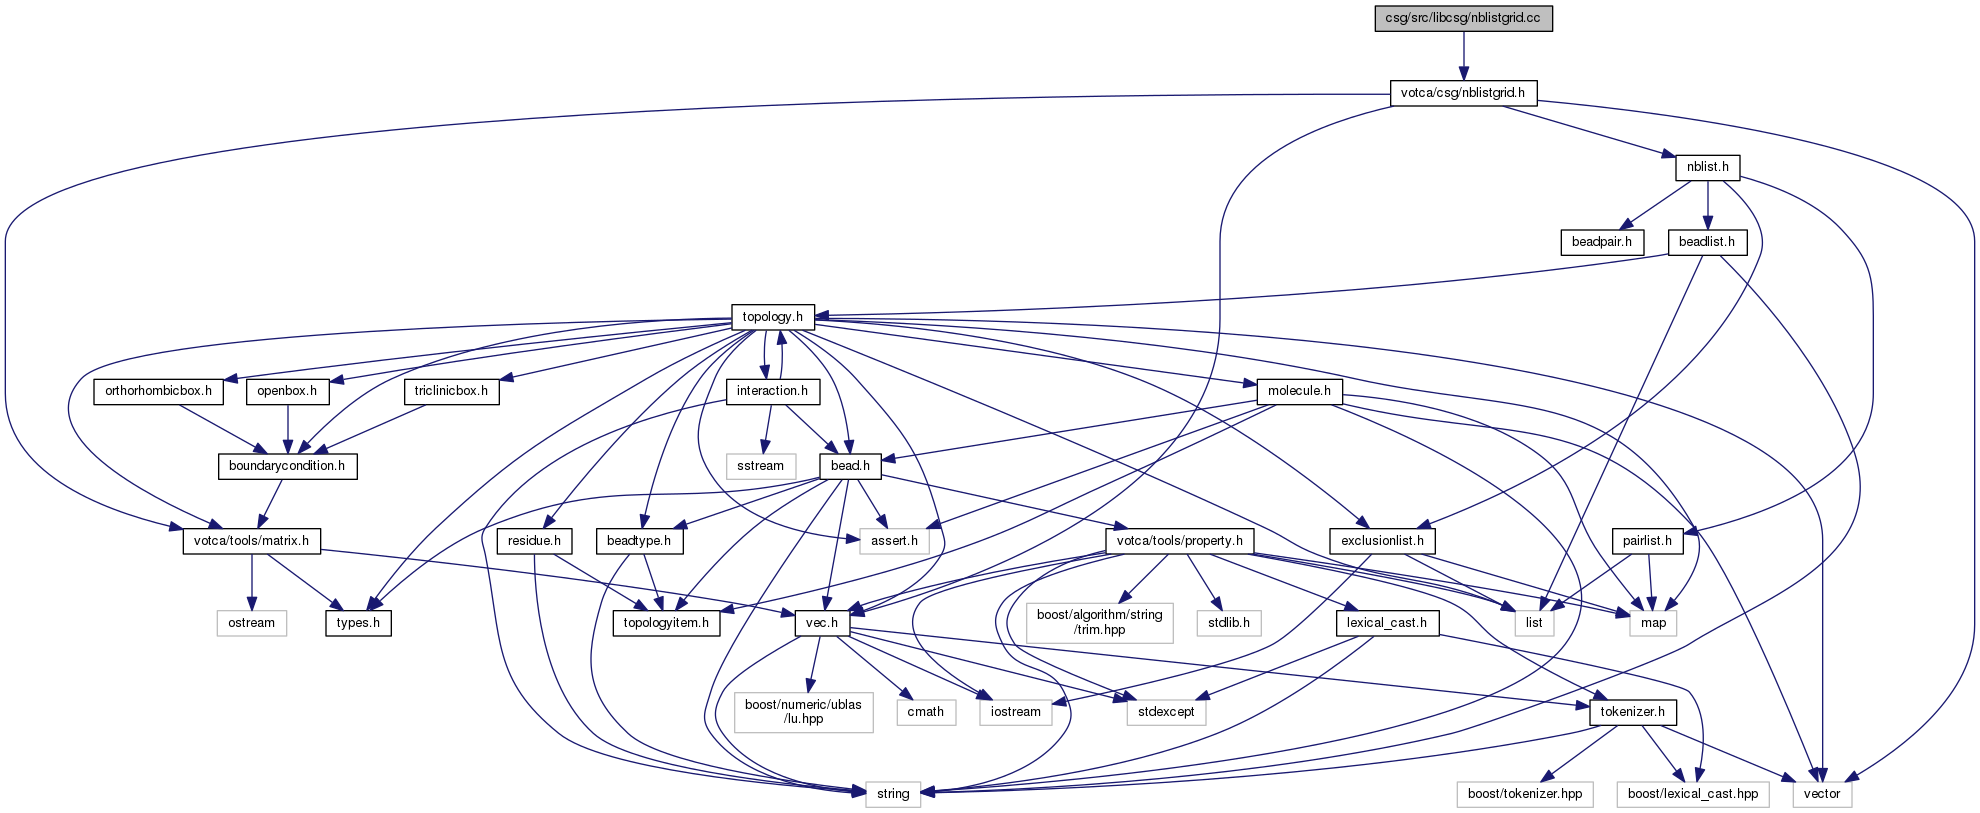 csg/src/libcsg/nblistgrid.cc
votca/csg/nblistgrid.h
nblist.h
beadpair.h
beadlist.h
topology.h
orthorhombicbox.h
openbox.h
triclinicbox.h
interaction.h
molecule.h
boundarycondition.h
sstream
bead.h
votca/tools/matrix.h
residue.h
beadtype.h
assert.h
votca/tools/property.h
exclusionlist.h
pairlist.h
ostream
types.h
topologyitem.h
vec.h
boost/algorithm/string
/trim.hpp
stdlib.h
lexical_cast.h
list
map
boost/numeric/ublas
/lu.hpp
cmath
iostream
stdexcept
tokenizer.h
string
boost/tokenizer.hpp
boost/lexical_cast.hpp
vector